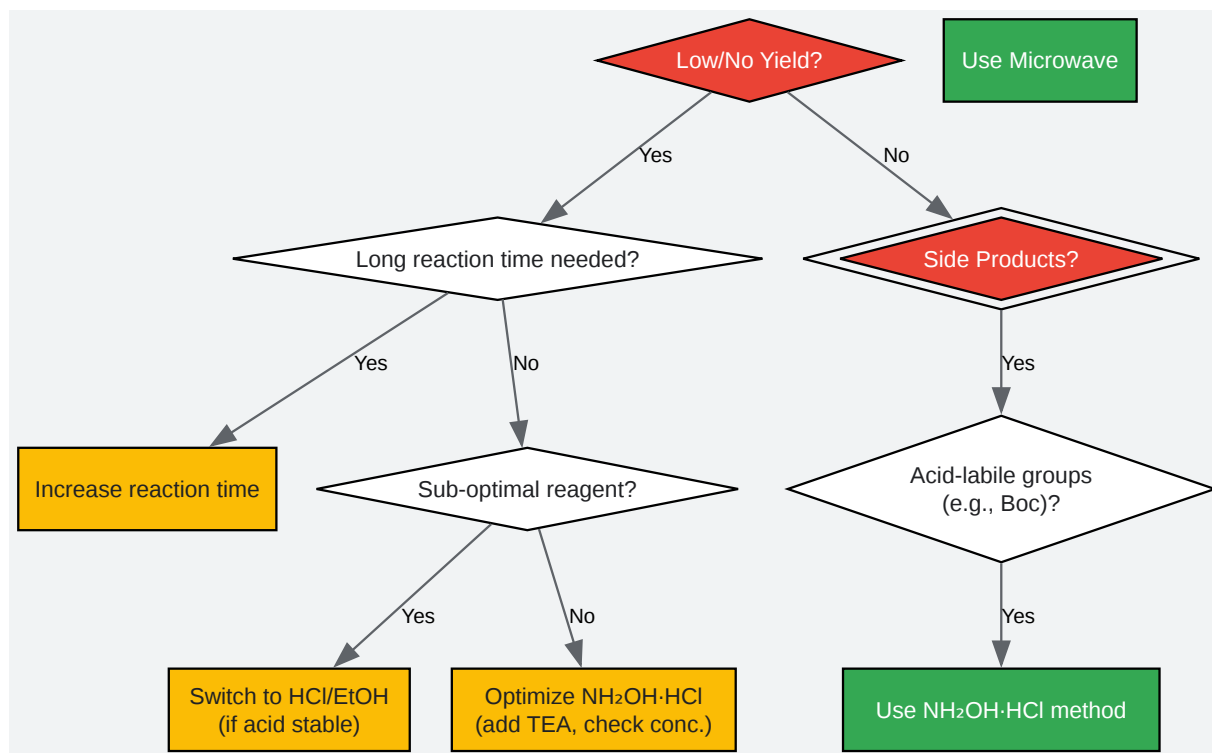 Low/No Yield?
Use Microwave
Yes
No
Long reaction time needed?
Side Products?
Yes
No
Yes
Increase reaction time
Sub-optimal reagent?
Acid-labile groups
(e.g., Boc)?
Yes
No
Yes
Switch to HCl/EtOH
(if acid stable)
Optimize NH₂OH·HCl
(add TEA, check conc.)
Use NH₂OH·HCl method